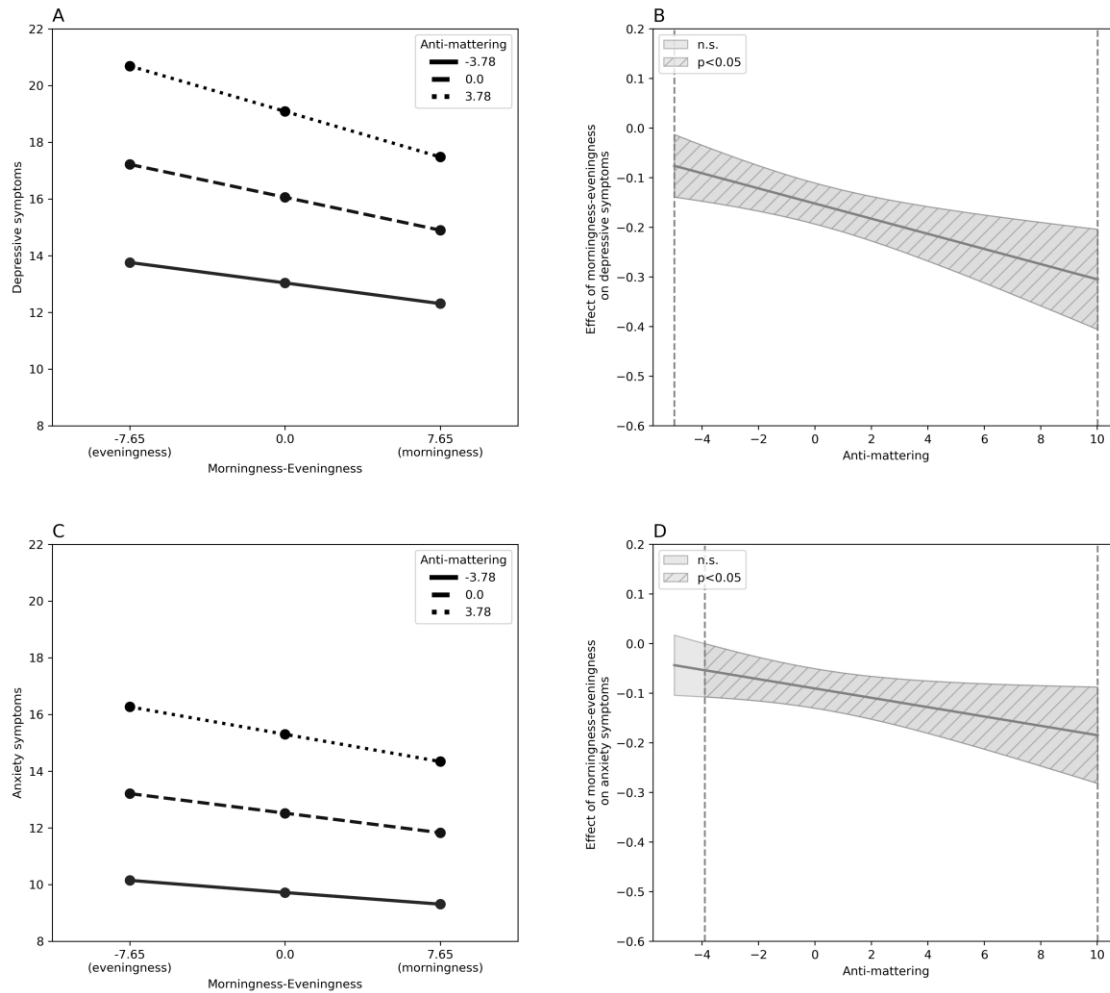 A
22
20
18
16
14
12
10
8
Depressive symptoms
Anti-mattering
-3.78
0.0
3.78
-7.65
(eveningness)
0.0
7.65
(morningness)
Morningness-Eveningness
B
0.2
0.1
0.0
−0.1
−0.2
−0.3
−0.4
−0.5
−0.6
Effect of morningness-eveningness
on depressive symptoms
n.s.
p<0.05
−4
−2
0
2
4
6
8
10
Anti-mattering
C
22
20
18
16
14
12
10
8
Anxiety symptoms
Anti-mattering
-3.78
0.0
3.78
-7.65
(eveningness)
0.0
7.65
(morningness)
Morningness-Eveningness
D
0.2
0.1
0.0
−0.1
−0.2
−0.3
−0.4
−0.5
−0.6
Effect of morningness-eveningness
on anxiety symptoms
n.s.
p<0.05
−4
−2
0
2
4
6
8
10
Anti-mattering